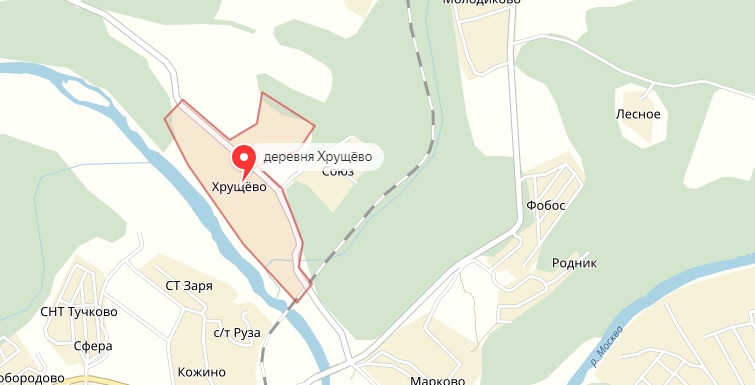 Молодиково
Лесное
деревня Хрущёво
Союз
Хрущёво
Фобос
Родник
СТ Заря
СНТ Тучково
с/т Руза
р. Москва
Сфера
Кожино
Марково